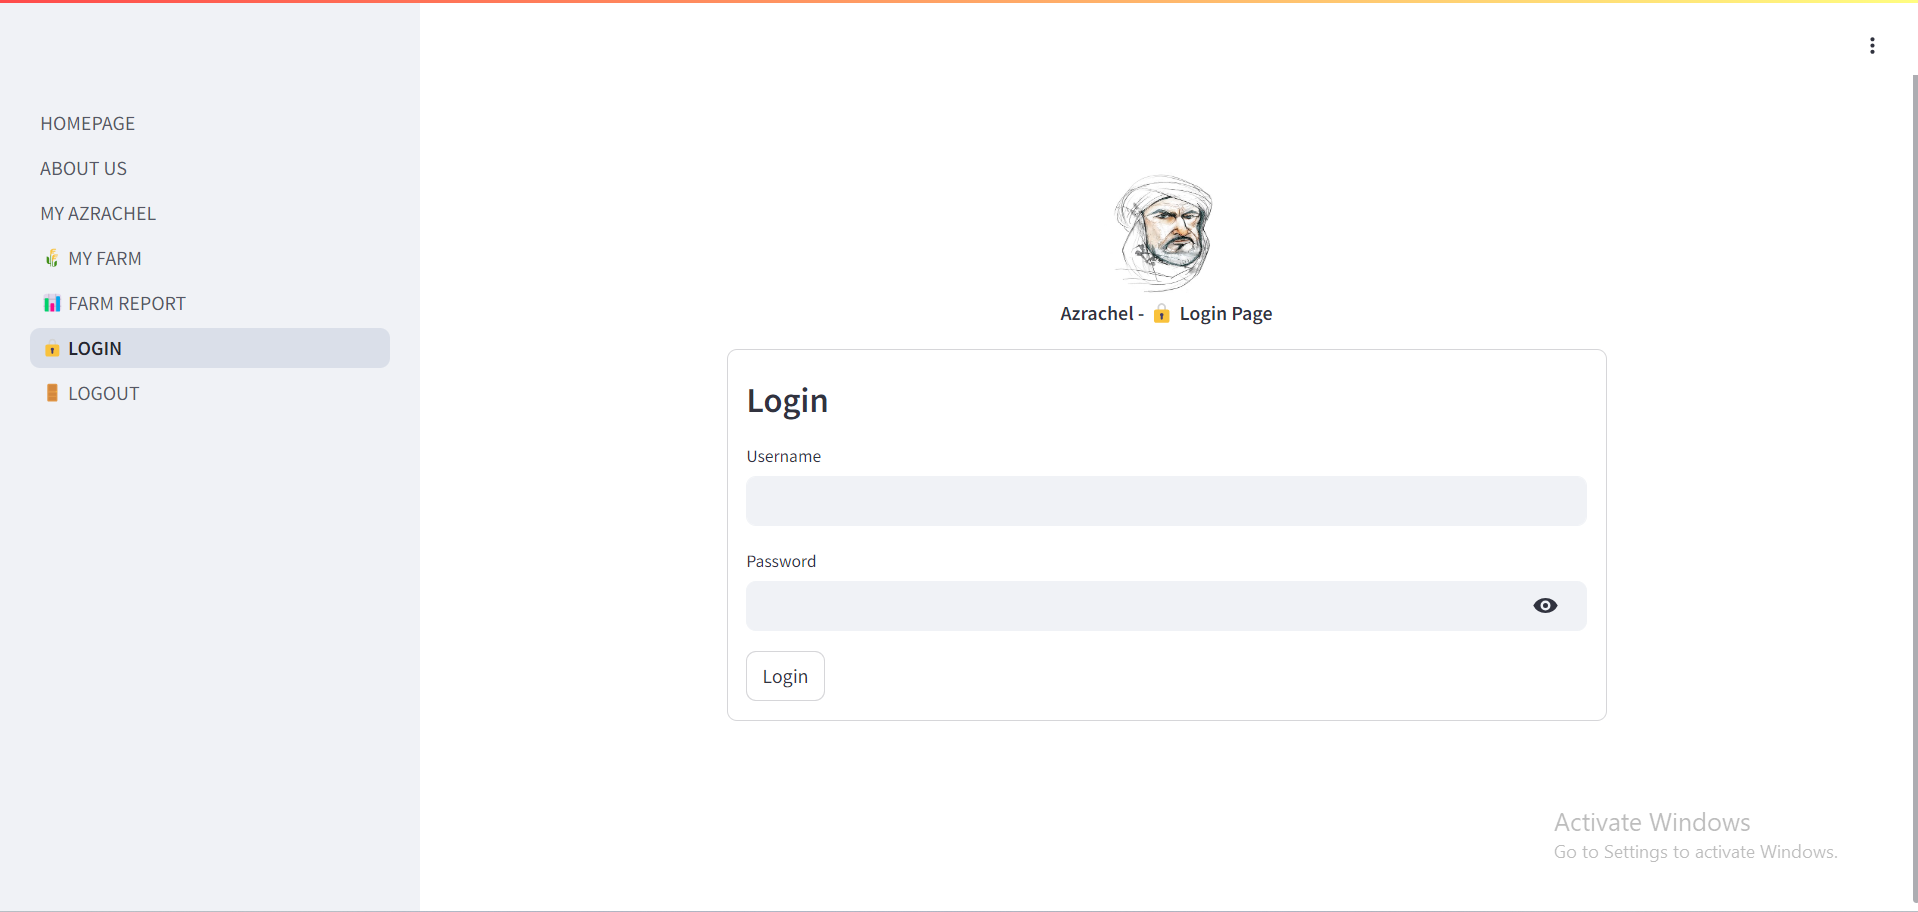 HOMEPAGE
ABOUT US
MY AZRACHEL
MY FARM
FARM REPORT
LOGIN
LOGOUT
Azrachel - 🔒 Login Page
Login
Username
Password
Login
Activate Windows
Go to Settings to activate Windows.